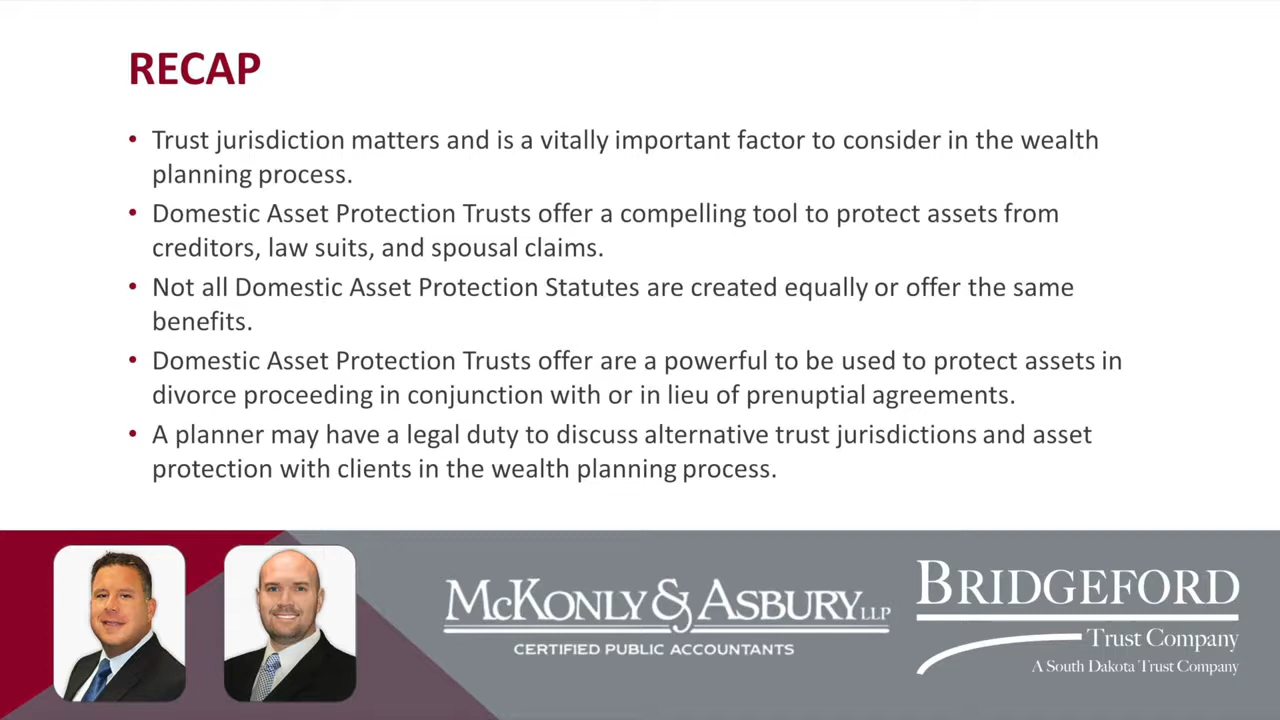 RECAP
• Trust jurisdiction matters and is a vitally important factor to consider in the wealth
planning process.
• Domestic Asset Protection Trusts offer a compelling tool to protect assets from
creditors, law suits, and spousal claims.
• Not all Domestic Asset Protection Statutes are created equally or offer the same
benefits.
• Domestic Asset Protection Trusts offer are a powerful to be used to protect assets in
divorce proceeding in conjunction with or in lieu of prenuptial agreements.
• A planner may have a legal duty to discuss alternative trust jurisdictions and asset
protection with clients in the wealth planning process.
McKonly & Asbury LLP
CERTIFIED PUBLIC ACCOUNTANTS
BRIDGEFORD
Trust Company
A South Dakota Trust Company